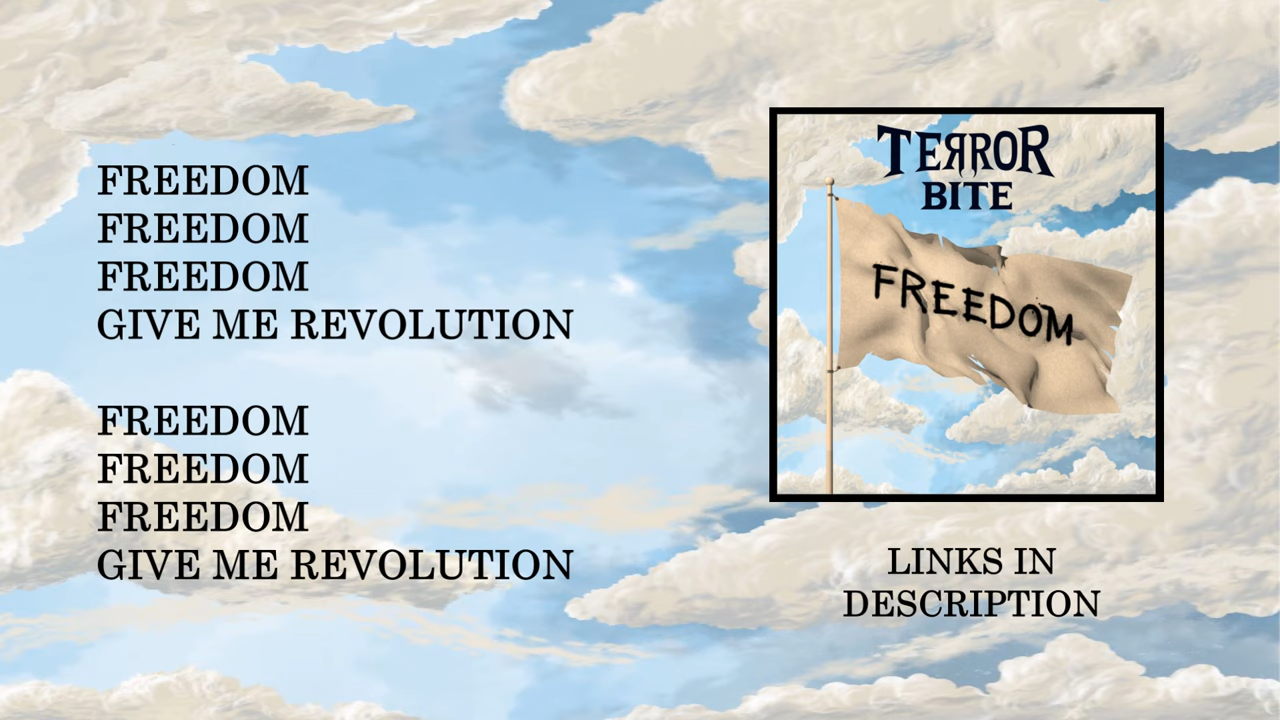 FREEDOM
FREEDOM
FREEDOM
GIVE ME REVOLUTION
FREEDOM
FREEDOM
FREEDOM
GIVE ME REVOLUTION
TERROR
BITE
FREEDOM
LINKS IN
DESCRIPTION